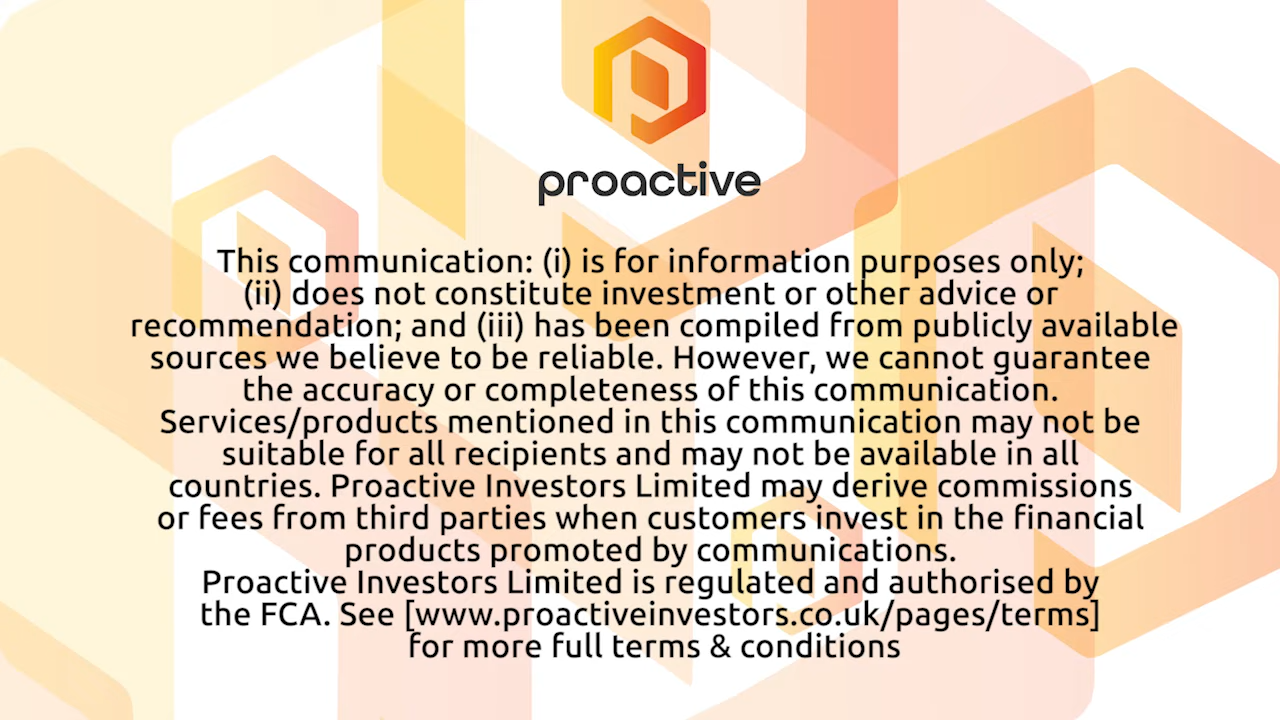 proactive
This communication: (i) is for information purposes only;
(ii) does not constitute investment or other advice or
recommendation; and (iii) has been compiled from publicly available
sources we believe to be reliable. However, we cannot guarantee
the accuracy or completeness of this communication.
Services/products mentioned in this communication may not be
suitable for all recipients and may not be available in all
countries. Proactive Investors Limited may derive commissions
or fees from third parties when customers invest in the financial
products promoted by communications.
Proactive Investors Limited is regulated and authorised by
the FCA. See [www.proactiveinvestors.co.uk/pages/terms]
for more full terms & conditions